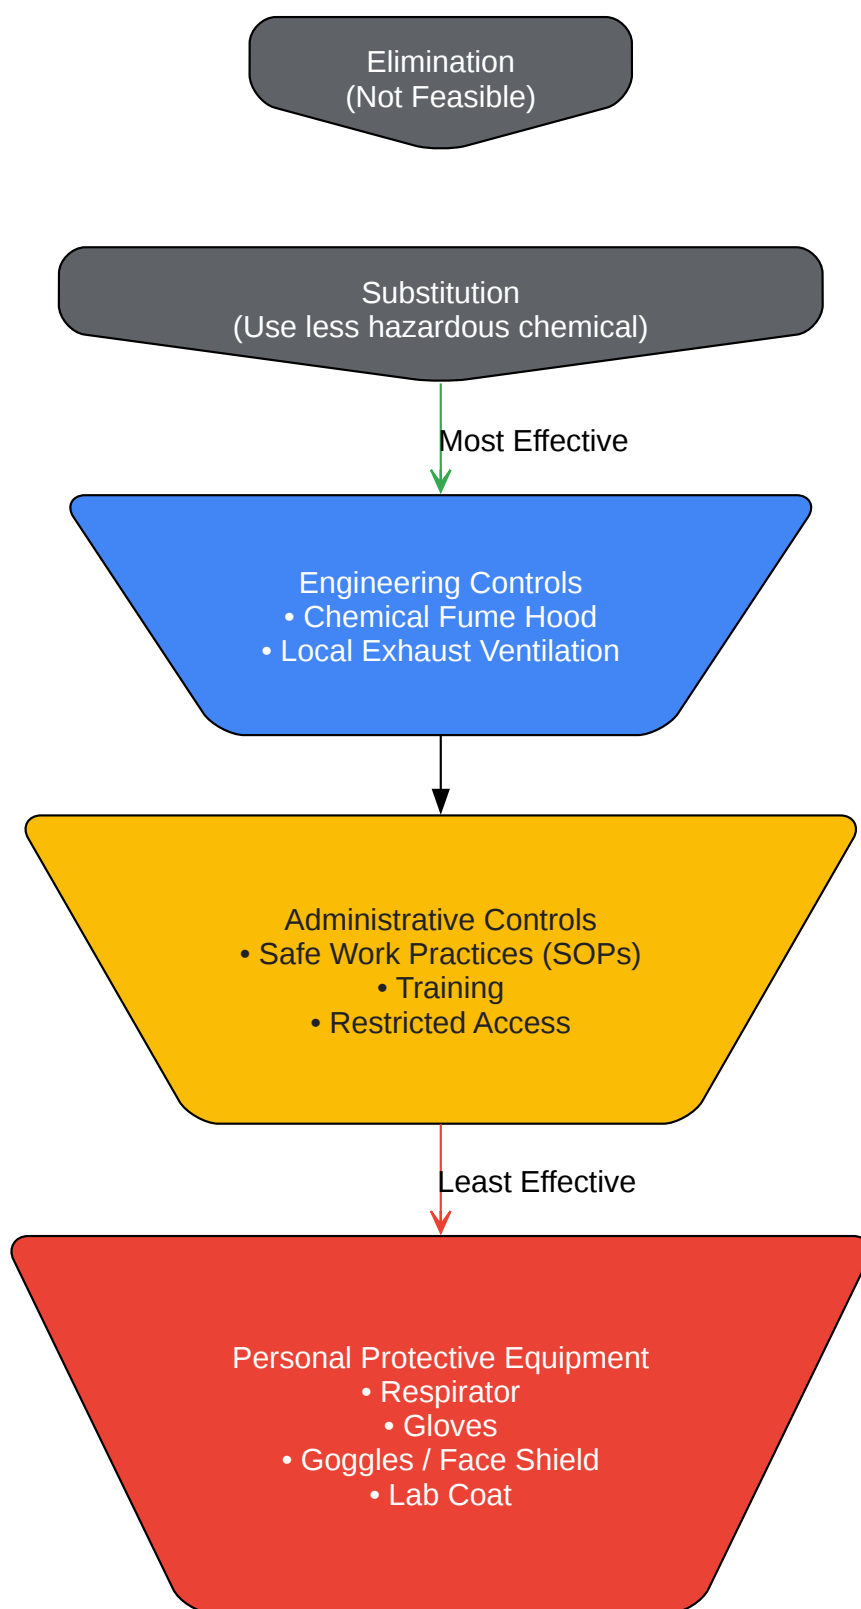 Elimination
(Not Feasible)
Substitution
(Use less hazardous chemical)
Most Effective
Engineering Controls
• Chemical Fume Hood
• Local Exhaust Ventilation
Administrative Controls
• Safe Work Practices (SOPs)
• Training
• Restricted Access
Least Effective
Personal Protective Equipment
• Respirator
• Gloves
• Goggles / Face Shield
• Lab Coat